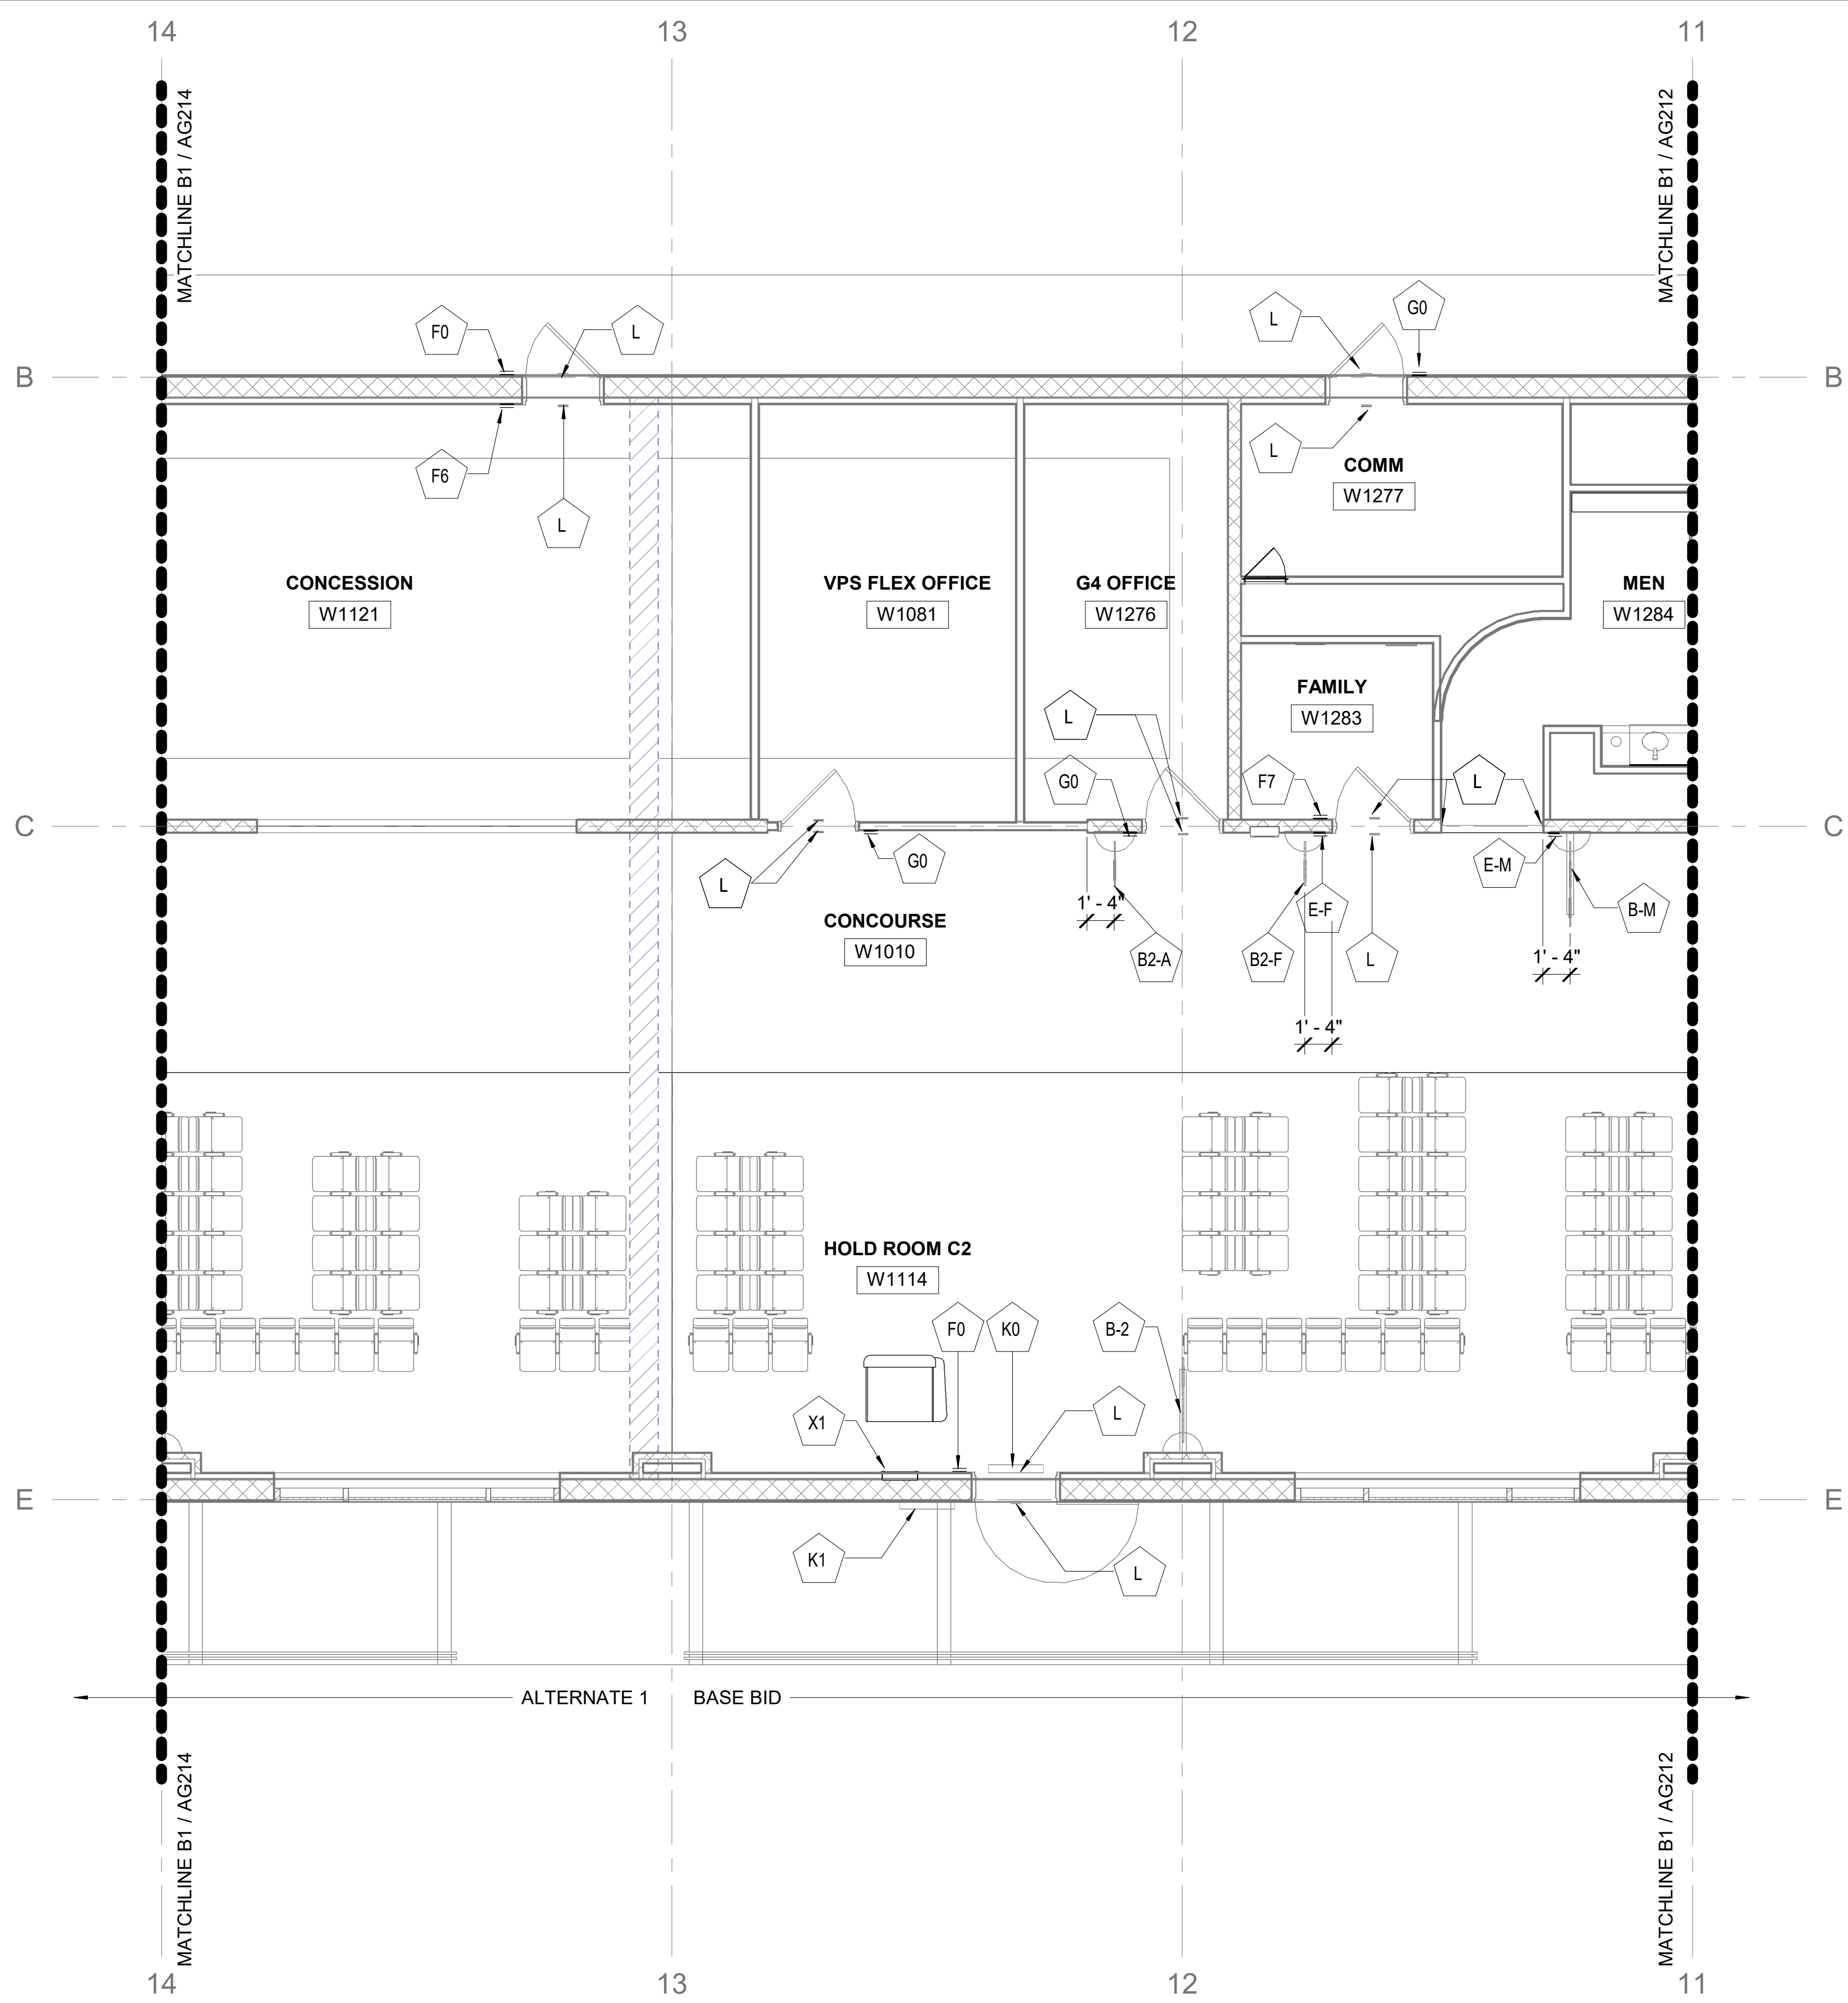 14
13
12
11
MATCHLINE B1 / AG214
MATCHLINE B1 / AG212
F0
L
L
G0
B
B
F6
L
L
COMM
W1277
CONCESSION
W1121
VPS FLEX OFFICE
W1081
G4 OFFICE
W1276
MEN
W1284
FAMILY
W1283
L
G0
F7
L
C
C
L
G0
E-M
1' - 4"
E-F
B-M
CONCOURSE
W1010
B2-A
B2-F
L
1' - 4"
1' - 4"
HOLD ROOM C2
W1114
F0
K0
B-2
X1
L
E
E
K1
L
ALTERNATE 1
BASE BID
MATCHLINE B1 / AG214
MATCHLINE B1 / AG212
14
13
12
11